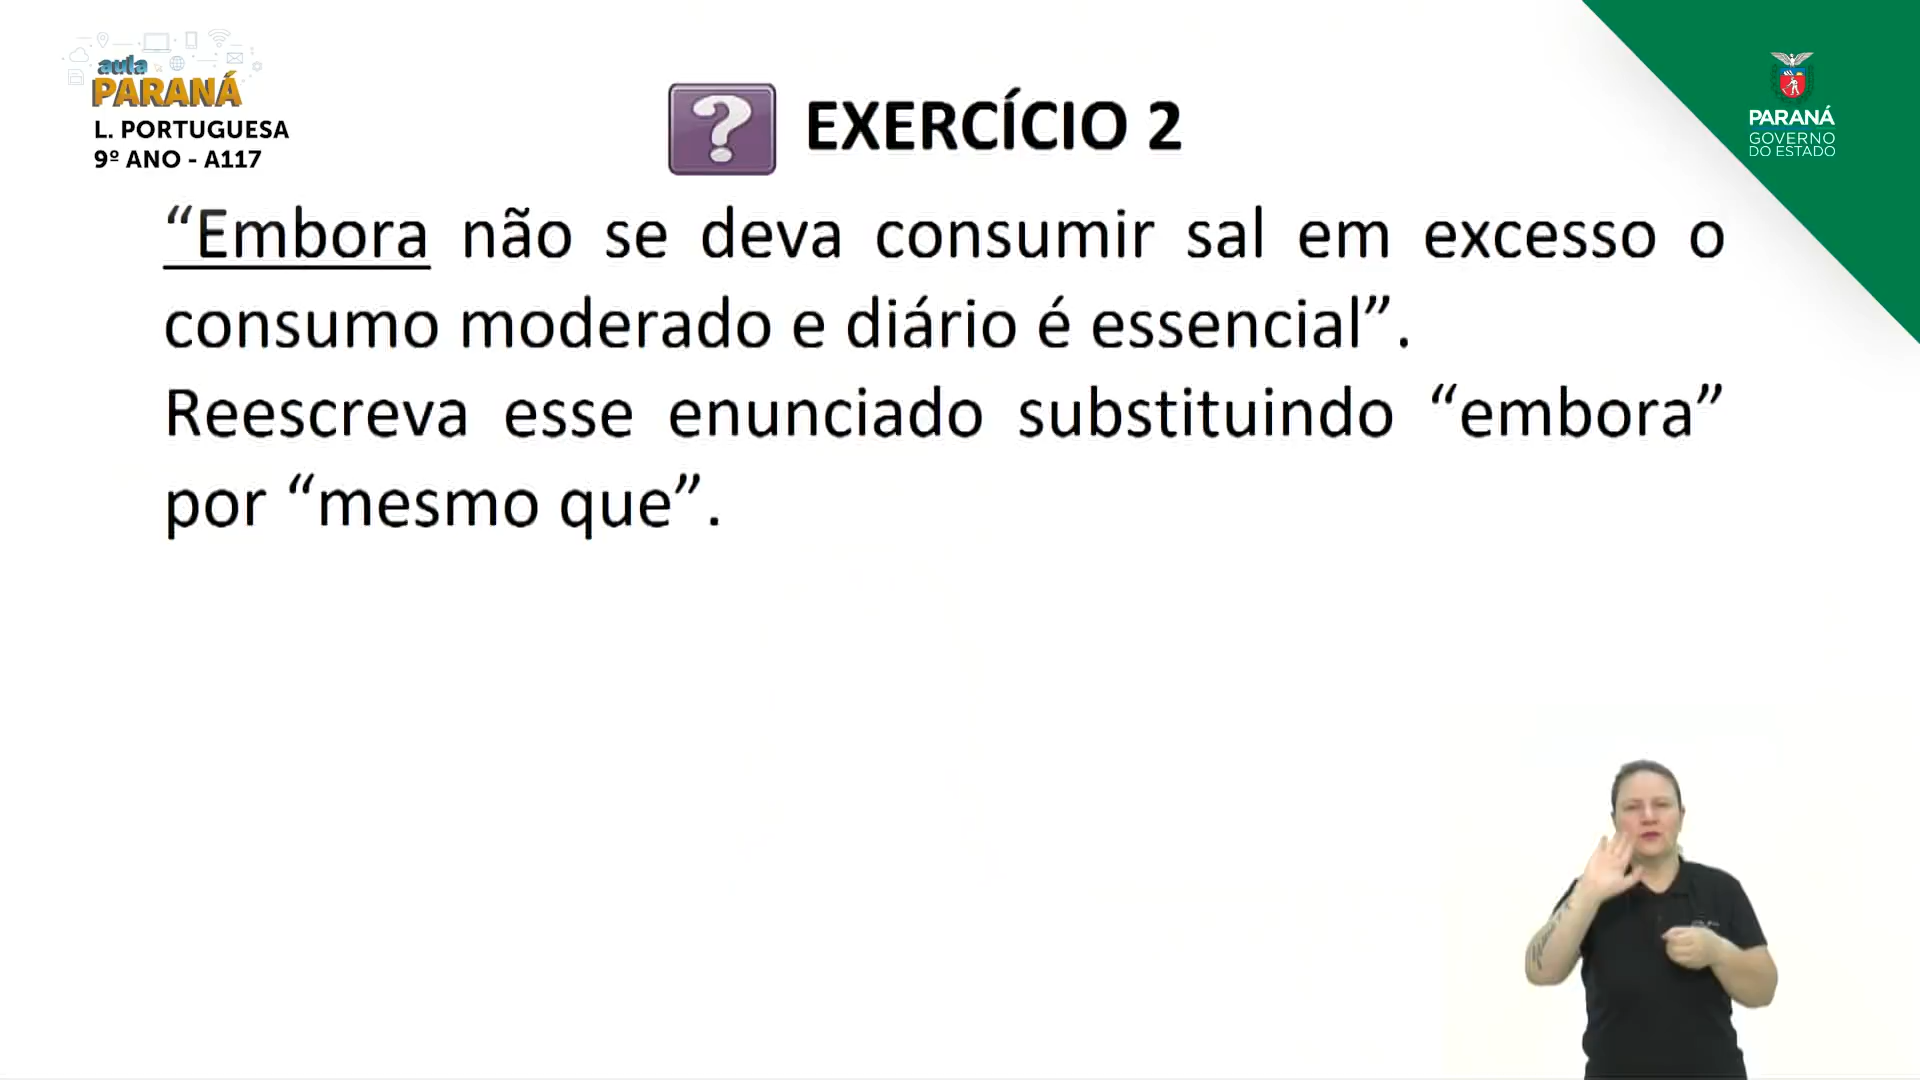 aula
PARANÁ
L. PORTUGUESA
9º ANO - A117
EXERCÍCIO 2
PARANÁ
GOVERNO
DO ESTADO
“Embora não se deva consumir sal em excesso o
consumo moderado e diário é essencial”.
Reescreva esse enunciado substituindo “embora”
por “mesmo que”.